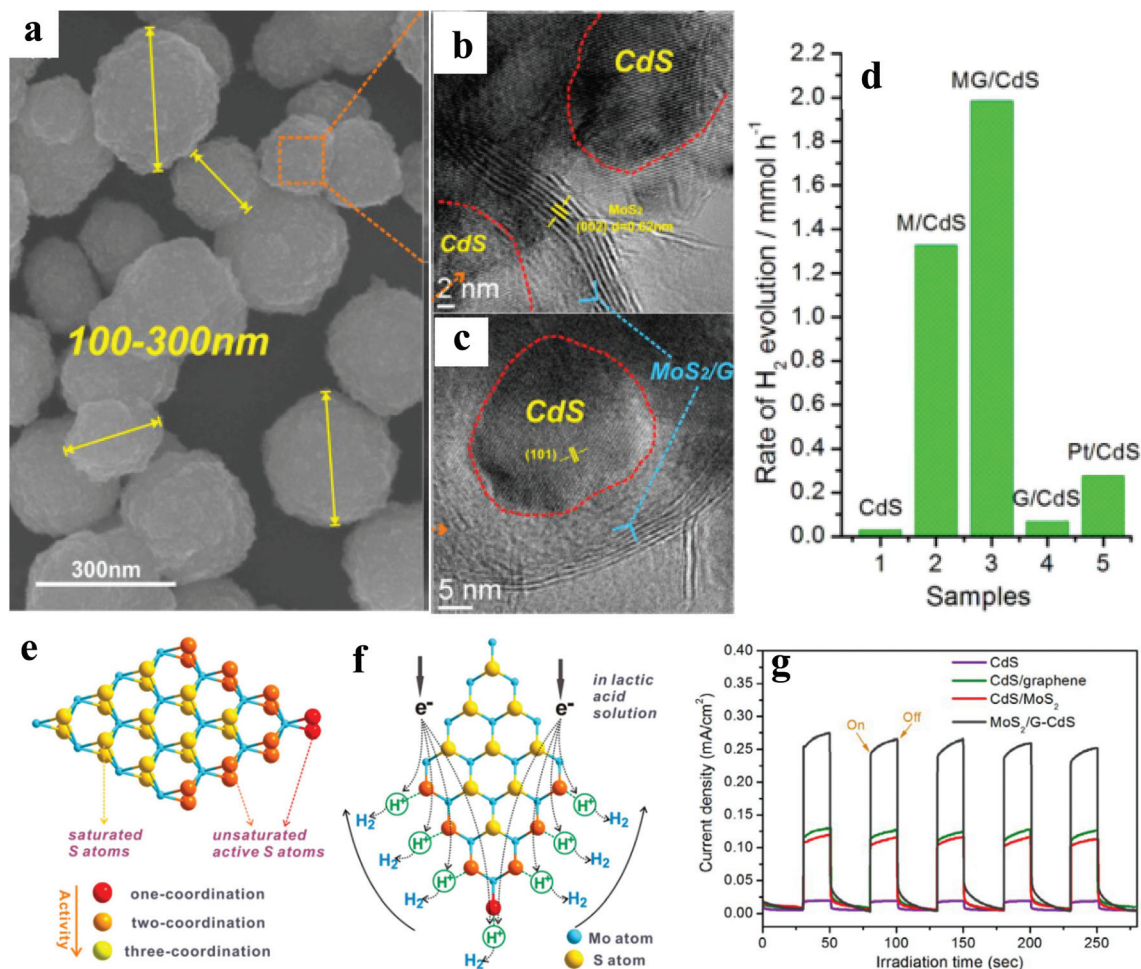 a
100-300nm
300nm
b
CdS
MoS2
(002) d=0.62nm
CdS
2 nm
c
CdS
(101)
MoS2/G
5 nm
d
Rate of H2 evolution / mmol h-1
2.2
2.0
1.8
1.6
1.4
1.2
1.0
0.8
0.6
0.4
0.2
0.0
CdS
M/CdS
MG/CdS
G/CdS
Pt/CdS
1 2 3 4 5
Samples
e
saturated
S atoms
unsaturated
active S atoms
Activity
one-coordination
two-coordination
three-coordination
f
e-
e-
in lactic
acid
solution
H+
H+
H2
H2
H+
H+
H2
H2
H+
H+
H2
H2
H+
H2
Mo atom
S atom
g
CdS
CdS/graphene
CdS/MoS2
MoS2/G-CdS
On
Off
Current density (mA/cm2)
0.40
0.35
0.30
0.25
0.20
0.15
0.10
0.05
0.00
0 50 100 150 200 250
Irradiation time (sec)